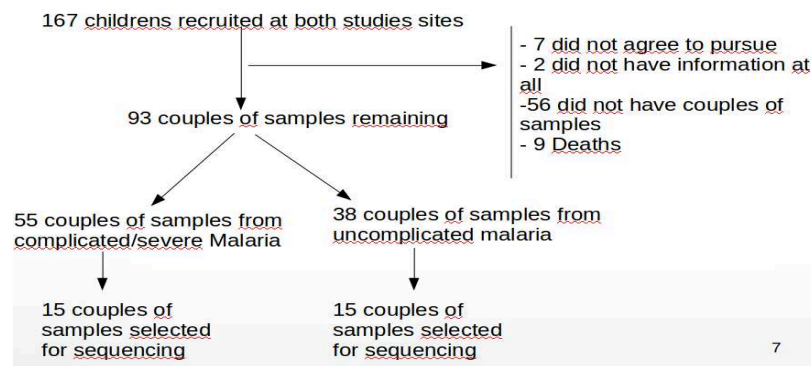 167 childrens recruited at both studies sites
- 7 did not agree to pursue
- 2 did not have information at
all
-56 did not have couples of
samples
- 9 Deaths
93 couples of samples remaining
55 couples of samples from
complicated/severe Malaria
38 couples of samples from
uncomplicated malaria
15 couples of
samples selected
for sequencing
15 couples of
samples selected
for sequencing
7